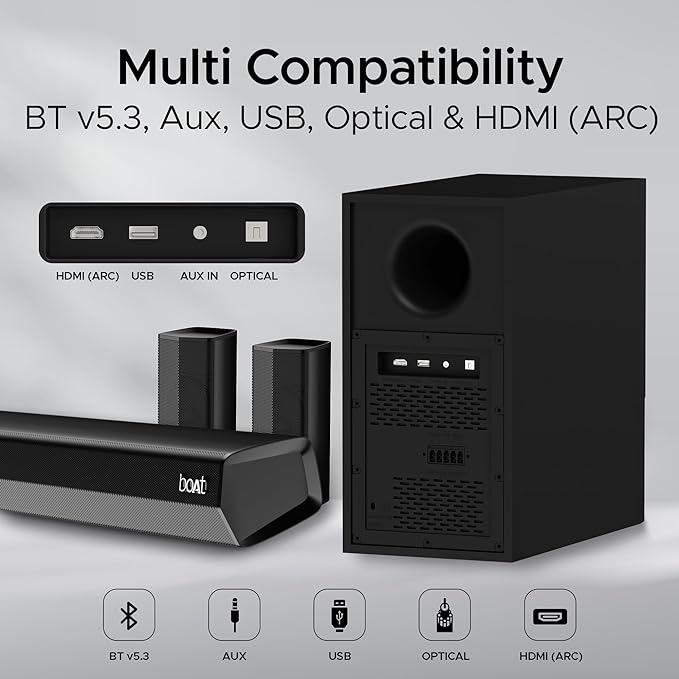 Multi Compatibility
BT v5.3, Aux, USB, Optical & HDMI (ARC)
HDMI (ARC) USB AUX IN OPTICAL
boAt
BT v5.3 AUX USB OPTICAL HDMI (ARC)